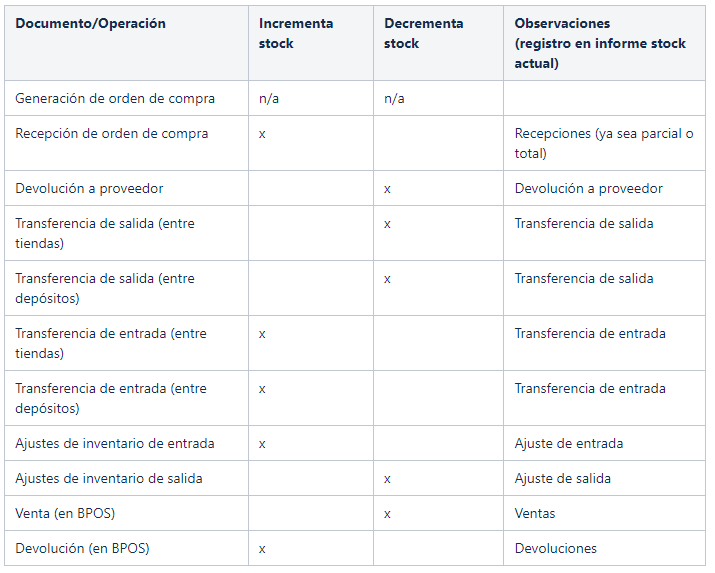 Documento/Operación
Incrementa
stock
Decrementa
stock
Observaciones
(registro en informe stock
actual)
Generación de orden de compra
n/a
n/a
Recepción de orden de compra
x
Recepciones (ya sea parcial o
total)
Devolución a proveedor
x
Devolución a proveedor
Transferencia de salida (entre
tiendas)
x
Transferencia de salida
Transferencia de salida (entre
depósitos)
x
Transferencia de salida
Transferencia de entrada (entre
tiendas)
x
Transferencia de entrada
Transferencia de entrada (entre
depósitos)
x
Transferencia de entrada
Ajustes de inventario de entrada
x
Ajuste de entrada
Ajustes de inventario de salida
x
Ajuste de salida
Venta (en BPOS)
x
Ventas
Devolución (en BPOS)
x
Devoluciones